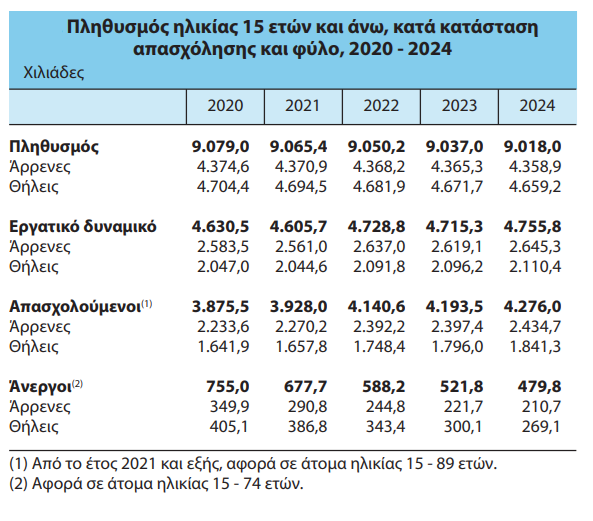 Πληθυσμός ηλικίας 15 ετών και άνω, κατά κατάσταση
απασχόλησης και φύλο, 2020 - 2024
Χιλιάδες
2020 2021 2022 2023 2024
Πληθυσμός 9.079,0 9.065,4 9.050,2 9.037,0 9.018,0
Άρρενες 4.374,6 4.370,9 4.368,2 4.365,3 4.358,9
Θήλεις 4.704,4 4.694,5 4.681,9 4.671,7 4.659,2
Εργατικό δυναμικό 4.630,5 4.605,7 4.728,8 4.715,3 4.755,8
Άρρενες 2.583,5 2.561,0 2.637,0 2.619,1 2.645,3
Θήλεις 2.047,0 2.044,6 2.091,8 2.096,2 2.110,4
Απασχολούμενοι(1) 3.875,5 3.928,0 4.140,6 4.193,5 4.276,0
Άρρενες 2.233,6 2.270,2 2.392,2 2.397,4 2.434,7
Θήλεις 1.641,9 1.657,8 1.748,4 1.796,0 1.841,3
Άνεργοι(2) 755,0 677,7 588,2 521,8 479,8
Άρρενες 349,9 290,8 244,8 221,7 210,7
Θήλεις 405,1 386,8 343,4 300,1 269,1
(1) Από το έτος 2021 και εξής, αφορά σε άτομα ηλικίας 15 - 89 ετών.
(2) Αφορά σε άτομα ηλικίας 15 - 74 ετών.